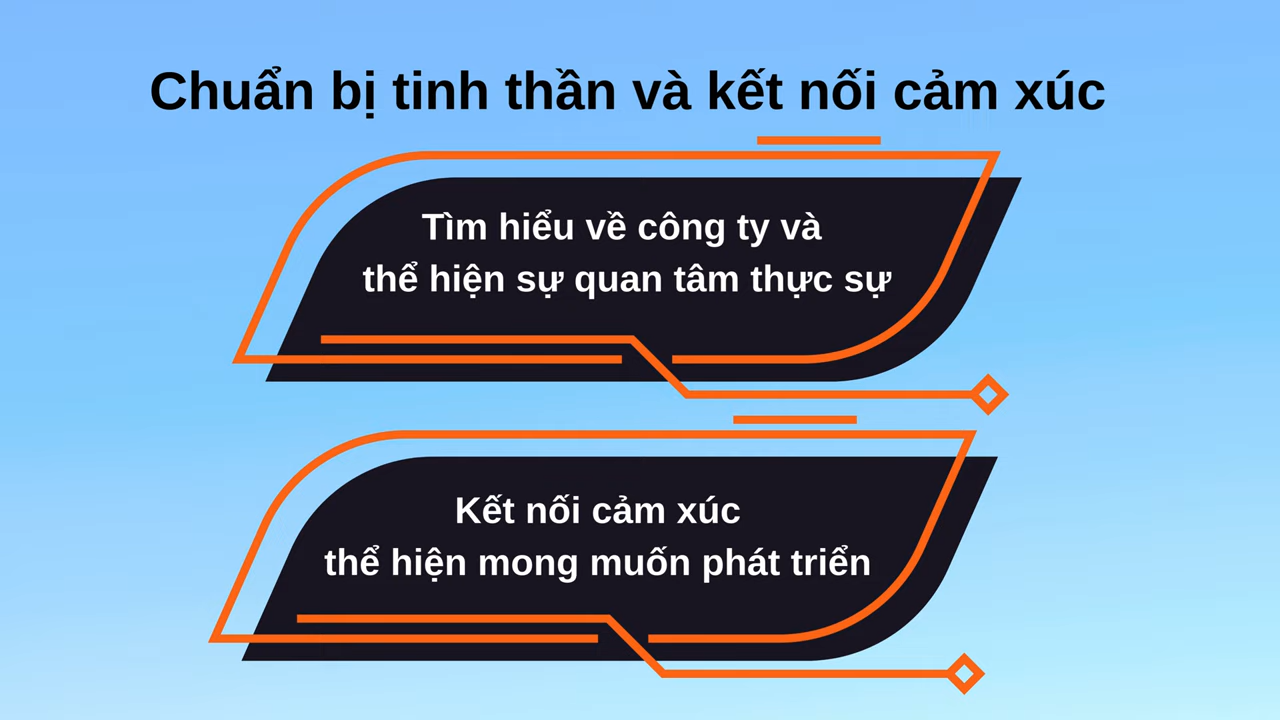 Chuẩn bị tinh thần và kết nối cảm xúc
Tìm hiểu về công ty và
thể hiện sự quan tâm thực sự
Kết nối cảm xúc
thể hiện mong muốn phát triển